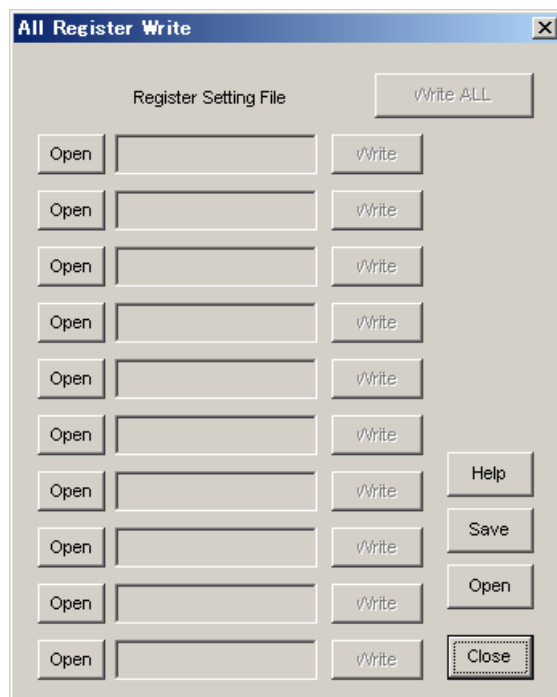 All Register Write
Register Setting File
Write ALL
Open Write
Open Write
Open Write
Open Write
Open Write
Open Write
Open Write
Help
Open Write
Save
Open Write
Open
Open Write
Close